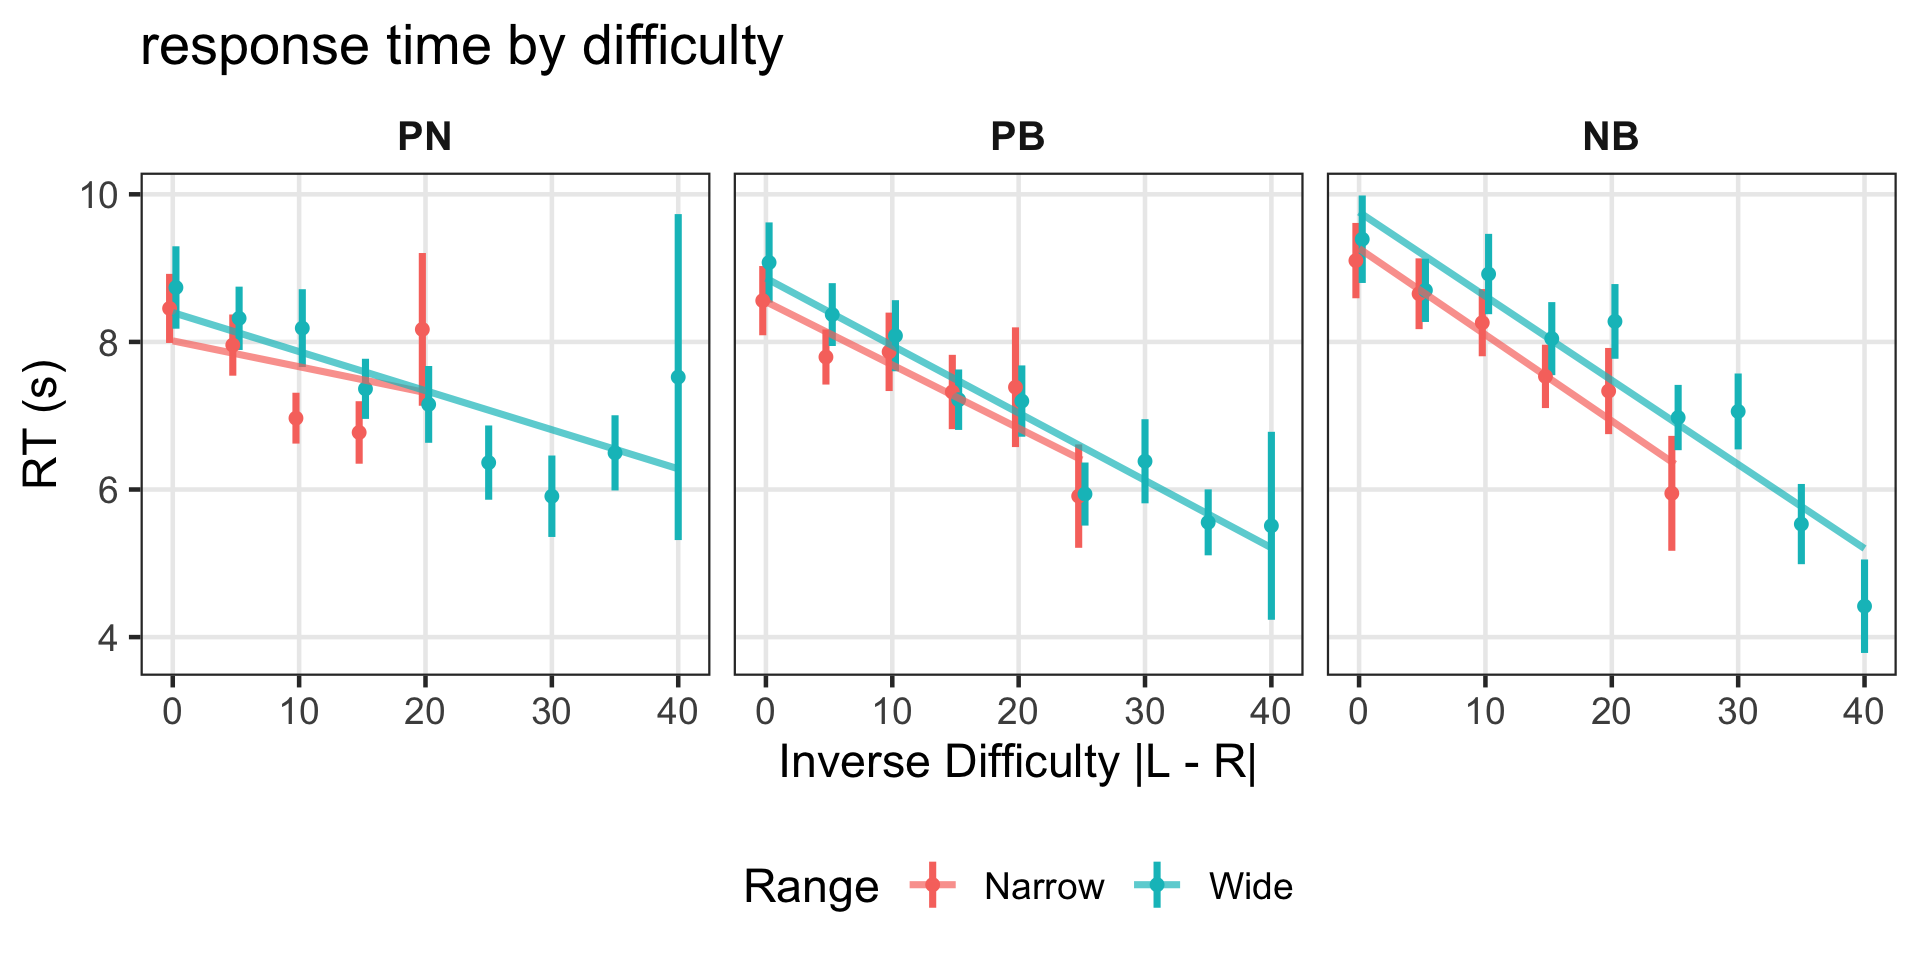 response time by difficulty
PN PB NB
10
8
6
4
RT (s)
0 10 20 30 40 0 10 20 30 40 0 10 20 30 40
Inverse Difficulty |L - R|
Range Narrow Wide